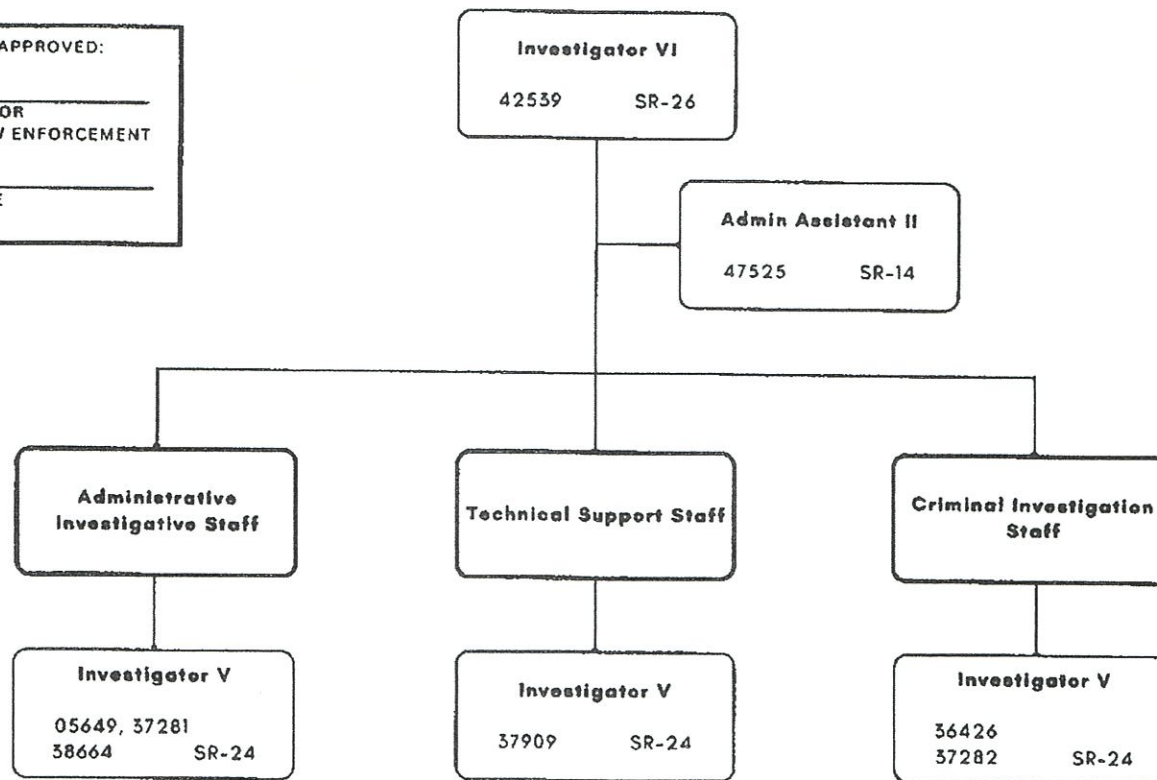 APPROVED:
OR
ENFORCEMENT
Investigator VI
42539 SR-26
Admin Assistant II
47525 SR-14
Administrative
Investigative Staff
Technical Support Staff
Criminal Investigation
Staff
Investigator V
05649, 37281
38664 SR-24
Investigator V
37909 SR-24
Investigator V
36426
37282 SR-24